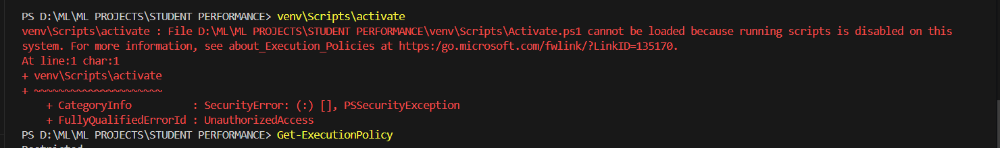 PS D:\ML\ML PROJECTS\STUDENT PERFORMANCE> venv\Scripts\activate
venv\Scripts\activate : File D:\ML\ML PROJECTS\STUDENT PERFORMANCE\venv\Scripts\Activate.ps1 cannot be loaded because running scripts is disabled on this
system. For more information, see about_Execution_Policies at https:/go.microsoft.com/fwlink/?LinkID=135170.
At line:1 char:1
+ venv\Scripts\activate
+ ~~~~~~~~~~~~~~~~~~~~~
    + CategoryInfo          : SecurityError: (:) [], PSSecurityException
    + FullyQualifiedErrorId : UnauthorizedAccess
PS D:\ML\ML PROJECTS\STUDENT PERFORMANCE> Get-ExecutionPolicy
Restricted